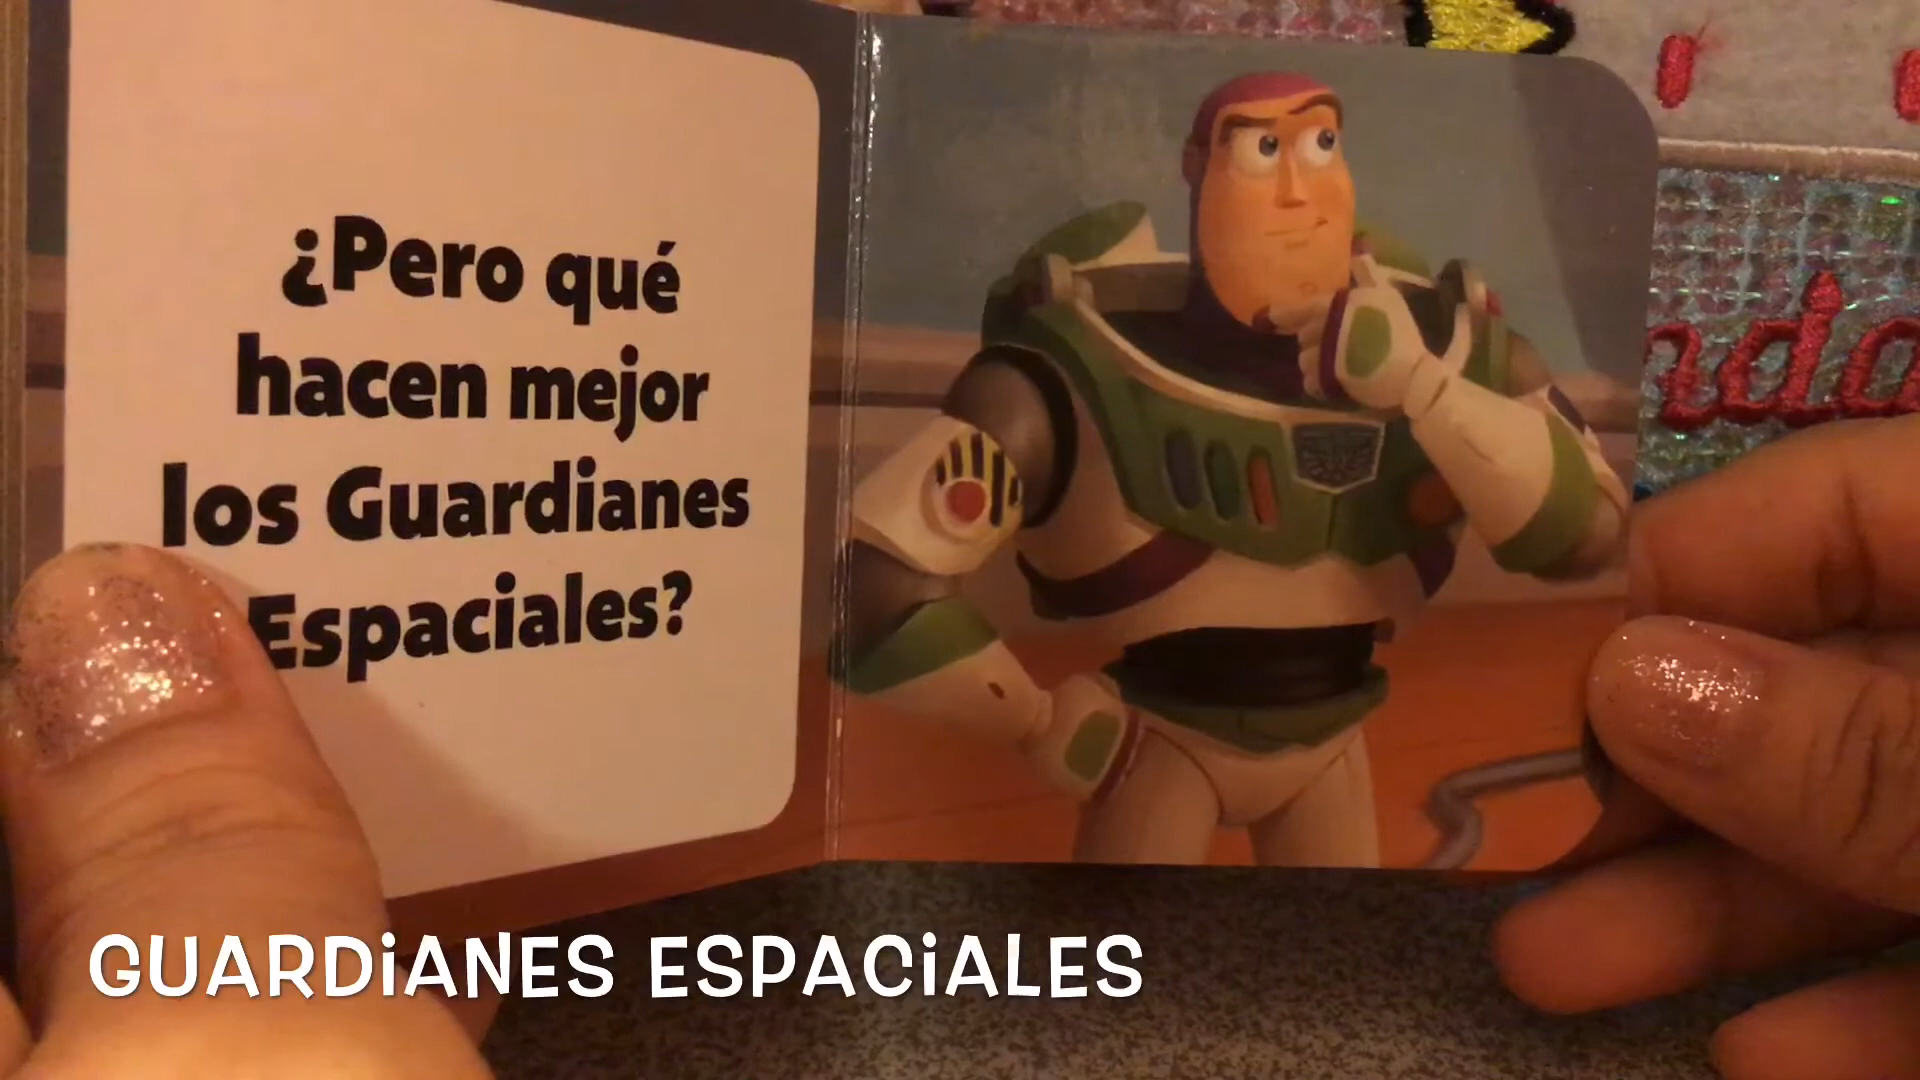 ¿Pero qué
hacen mejor
los Guardianes
Espaciales?
GUARDiANES ESPACiALES